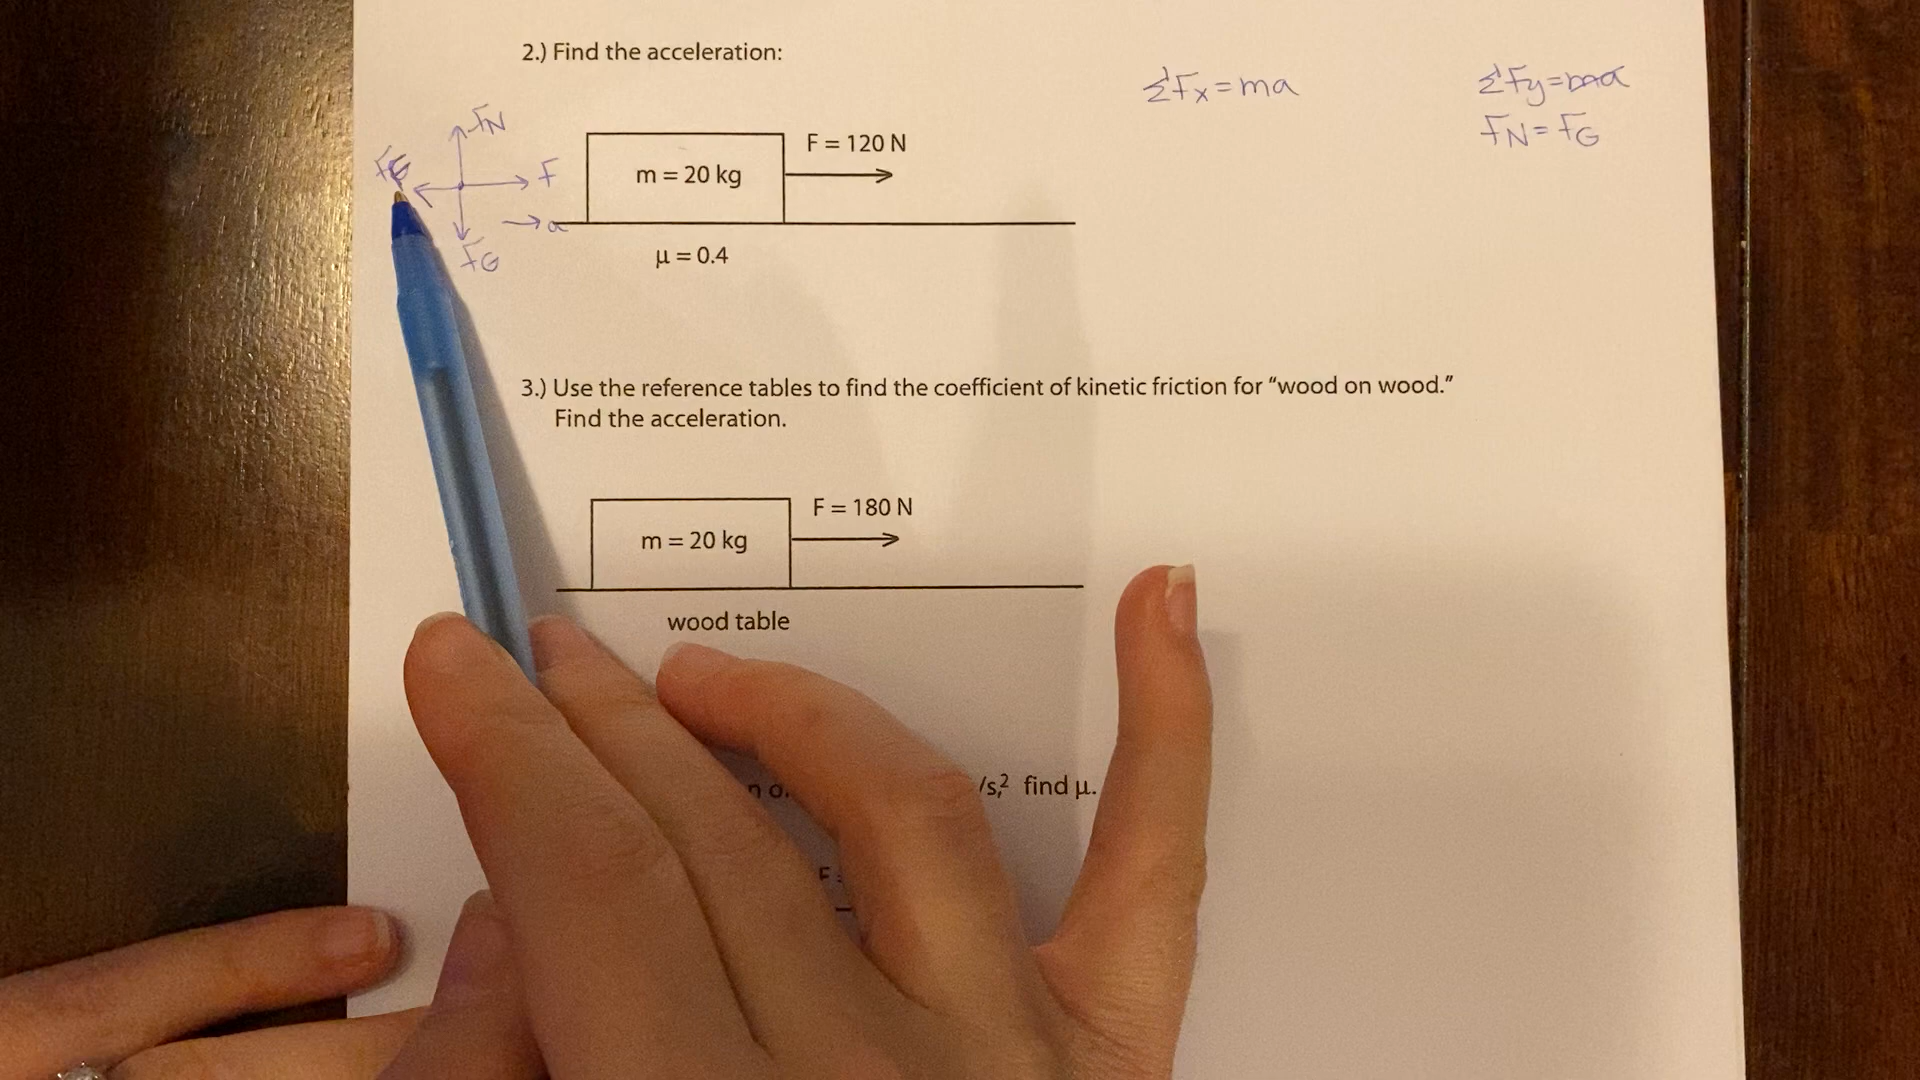 2.) Find the acceleration:
ΣFx=ma
ΣFy=ma
FN=FG
FN
F
a
FG
m = 20 kg
F = 120 N
μ = 0.4
3.) Use the reference tables to find the coefficient of kinetic friction for “wood on wood.”
Find the acceleration.
m = 20 kg
F = 180 N
wood table
/s,² find μ.